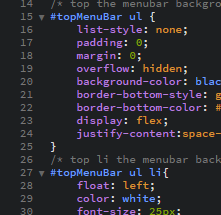 14 /* top the menubar backgro
15 ▼ #topMenuBar ul {
16 list-style: none;
17 padding: 0;
18 margin: 0;
19 overflow: hidden;
20 background-color: blac
21 border-bottom-style: g
22 border-bottom-color: #
23 display: flex;
24 justify-content:space-
25 }
26 /* top li the menubar back
27 ▼ #topMenuBar ul li{
28 float: left;
29 color: white;
30 font-size: 25px;